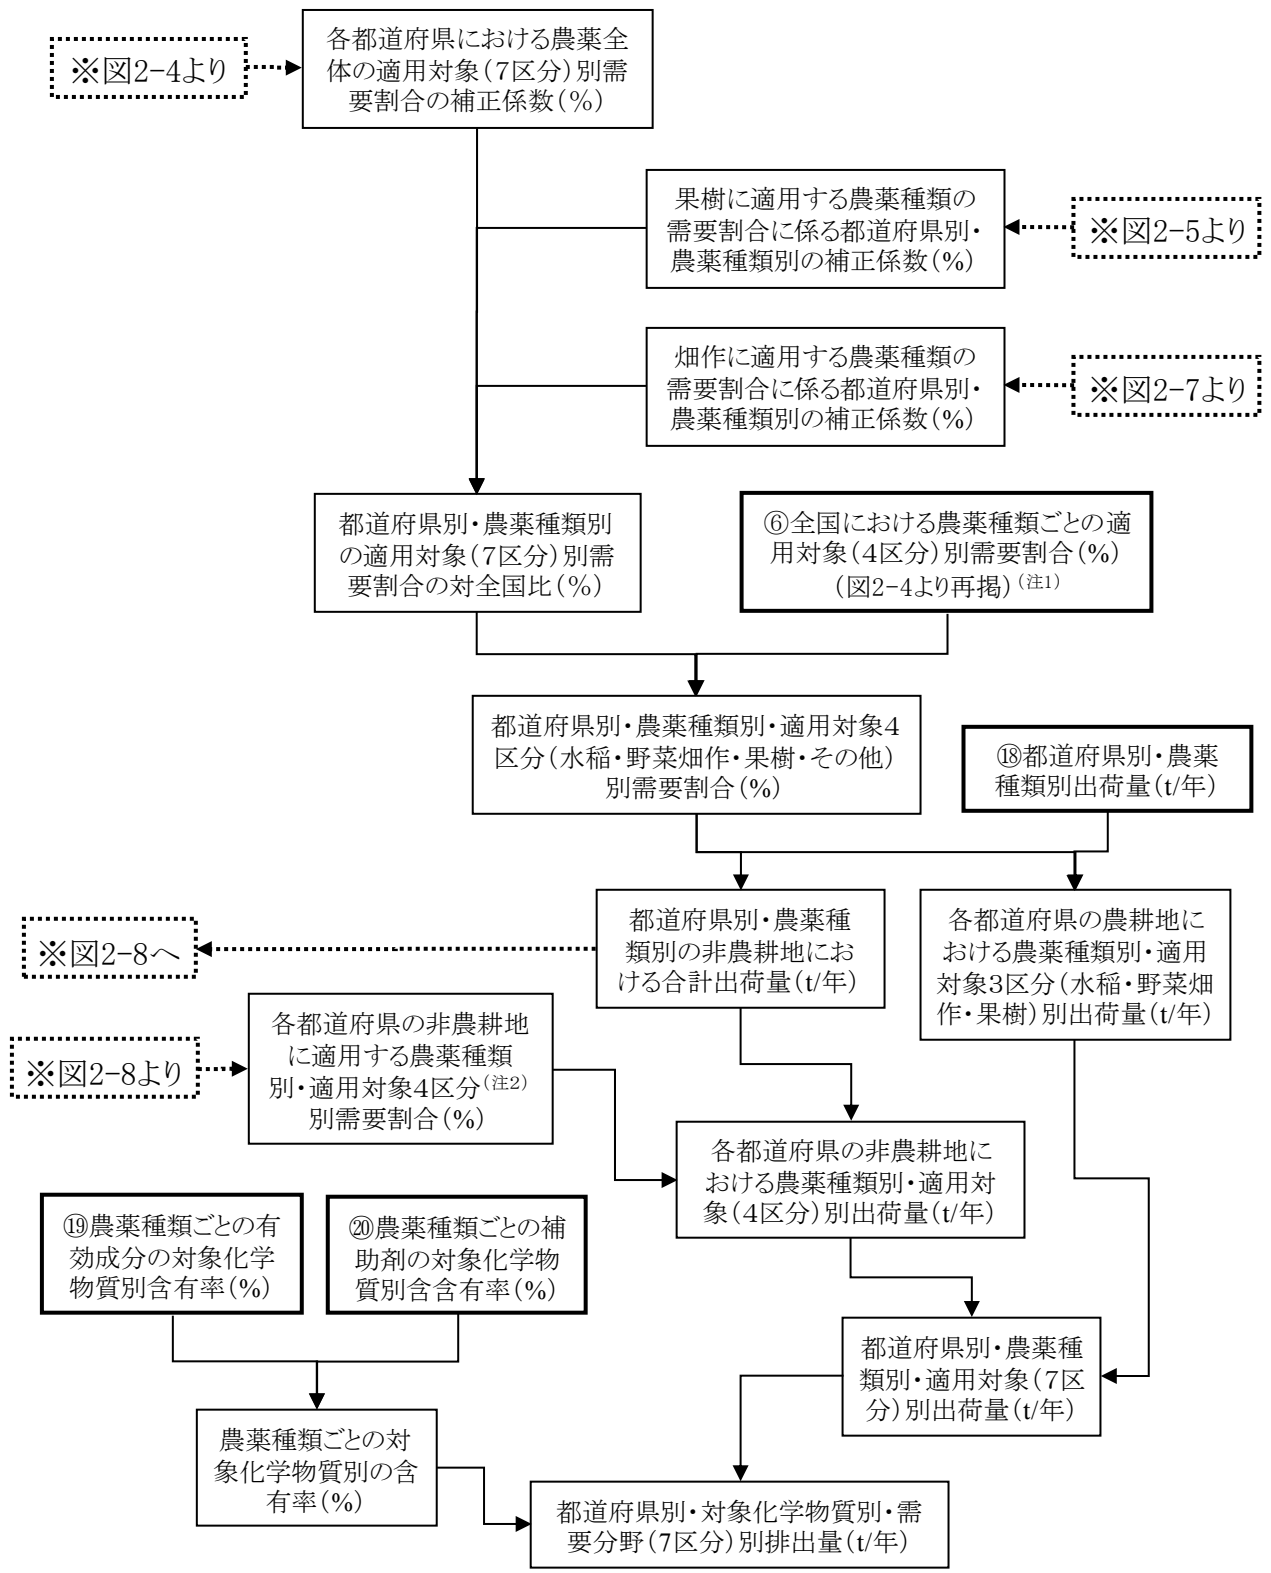 各都道府県における農薬全
体の適用対象(7区分)別需
要割合の補正係数(%)
※図2-4より
果樹に適用する農薬種類の
需要割合に係る都道府県別・
農薬種類別の補正係数(%)
※図2-5より
畑作に適用する農薬種類の
需要割合に係る都道府県別・
農薬種類別の補正係数(%)
※図2-7より
都道府県別・農薬種類別
の適用対象(7区分)別需
要割合の対全国比(%)
⑥全国における農薬種類ごとの適
用対象(4区分)別需要割合(%)
(図2-4より再掲)(注1)
都道府県別・農薬種類別・適用対象4
区分(水稲・野菜畑作・果樹・その他)
別需要割合(%)
⑱都道府県別・農薬
種類別出荷量(t/年)
※図2-8へ
都道府県別・農薬種
類別の非農耕地にお
ける合計出荷量(t/年)
各都道府県の農耕地に
おける農薬種類別・適用
対象3区分(水稲・野菜畑
作・果樹)別出荷量(t/年)
※図2-8より
各都道府県の非農耕地
に適用する農薬種類
別・適用対象4区分(注2)
別需要割合(%)
各都道府県の非農耕地に
おける農薬種類別・適用対
象(4区分)別出荷量(t/年)
⑲農薬種類ごとの有
効成分の対象化学
物質別含有率(%)
⑳農薬種類ごとの補
助剤の対象化学物
質別含含有率(%)
都道府県別・農薬種
類別・適用対象(7区
分)別出荷量(t/年)
農薬種類ごとの対
象化学物質別の含
有率(%)
都道府県別・対象化学物質別・需
要分野(7区分)別排出量(t/年)